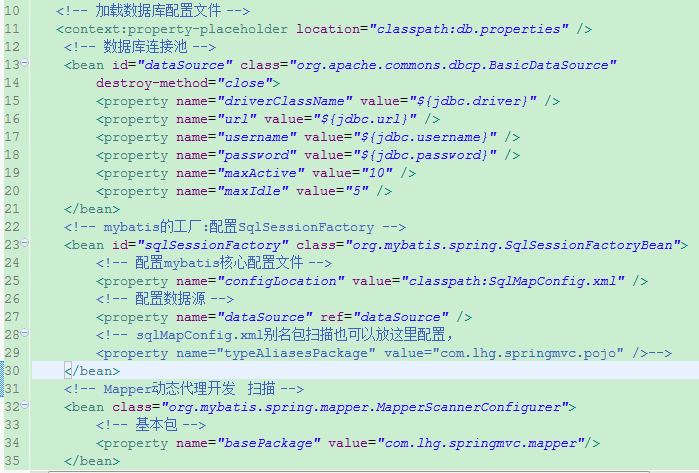 10 <!-- 加载数据库配置文件 -->
11 <context:property-placeholder location="classpath:db.properties" />
12 <!-- 数据库连接池 -->
13 <bean id="dataSource" class="org.apache.commons.dbcp.BasicDataSource"
14 destroy-method="close">
15 <property name="driverClassName" value="${jdbc.driver}" />
16 <property name="url" value="${jdbc.url}" />
17 <property name="username" value="${jdbc.username}" />
18 <property name="password" value="${jdbc.password}" />
19 <property name="maxActive" value="10" />
20 <property name="maxIdle" value="5" />
21 </bean>
22 <!-- mybatis的工厂:配置SqlSessionFactory -->
23 <bean id="sqlSessionFactory" class="org.mybatis.spring.SqlSessionFactoryBean">
24 <!-- 配置mybatis核心配置文件 -->
25 <property name="configLocation" value="classpath:SqlMapConfig.xml" />
26 <!-- 配置数据源 -->
27 <property name="dataSource" ref="dataSource" />
28 <!-- sqlMapConfig.xml别名包扫描也可以放这里配置,
29 <property name="typeAliasesPackage" value="com.lhg.springmvc.pojo" />-->
30 </bean>
31 <!-- Mapper动态代理开发 扫描 -->
32 <bean class="org.mybatis.spring.mapper.MapperScannerConfigurer">
33 <!-- 基本包 -->
34 <property name="basePackage" value="com.lhg.springmvc.mapper"/>
35 </bean>